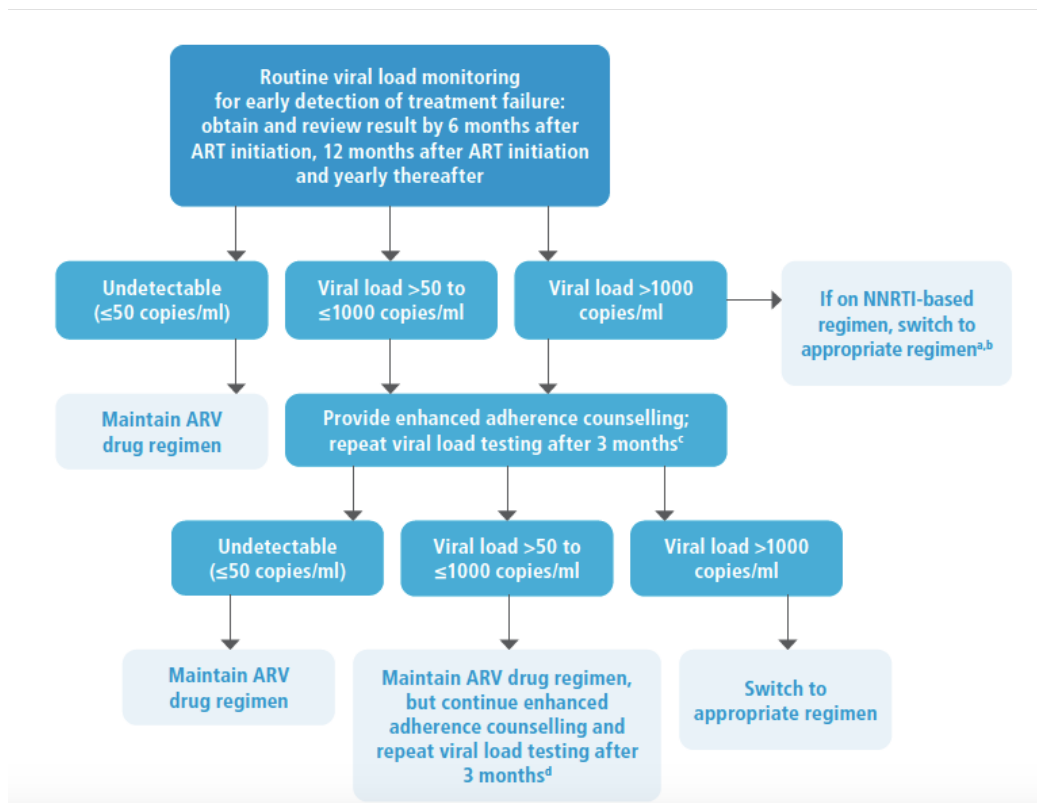 Routine viral load monitoring
for early detection of treatment failure:
obtain and review result by 6 months after
ART initiation, 12 months after ART initiation
and yearly thereafter
Undetectable
(≤50 copies/ml)
Viral load >50 to
≤1000 copies/ml
Viral load >1000
copies/ml
If on NNRTI-based
regimen, switch to
appropriate regimenᵃ,ᵇ
Maintain ARV
drug regimen
Provide enhanced adherence counselling;
repeat viral load testing after 3 monthsᶜ
Undetectable
(≤50 copies/ml)
Viral load >50 to
≤1000 copies/ml
Viral load >1000
copies/ml
Maintain ARV
drug regimen
Maintain ARV drug regimen,
but continue enhanced
adherence counselling and
repeat viral load testing after
3 monthsᵈ
Switch to
appropriate regimen